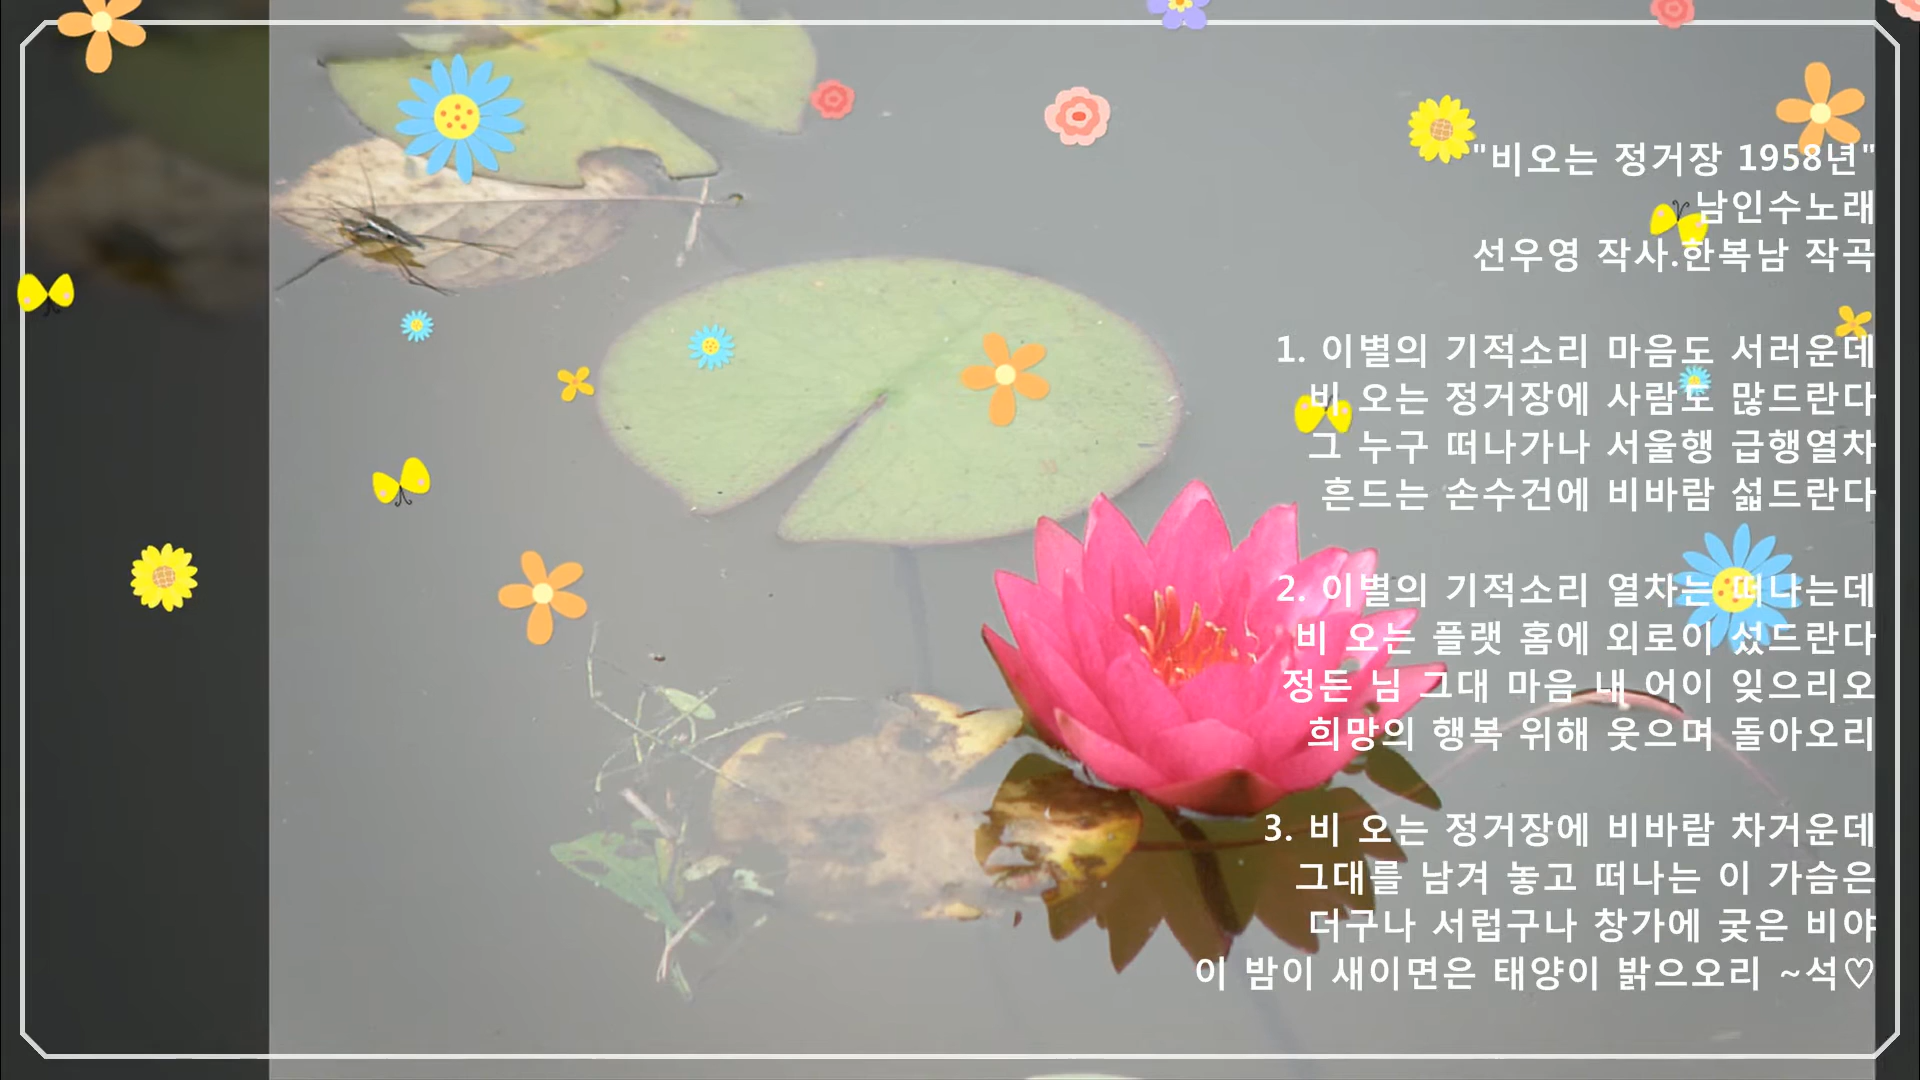 "비오는 정거장 1958년"
남인수노래
선우영 작사.한복남 작곡
1. 이별의 기적소리 마음도 서러운데
비 오는 정거장에 사람도 많드란다
그 누구 떠나가나 서울행 급행열차
흔드는 손수건에 비바람 섧드란다
2. 이별의 기적소리 열차는 떠나는데
비 오는 플랫 홈에 외로이 섰드란다
정든 님 그대 마음 내 어이 잊으리오
희망의 행복 위해 웃으며 돌아오리
3. 비 오는 정거장에 비바람 차거운데
그대를 남겨 놓고 떠나는 이 가슴은
더구나 서럽구나 창가에 궂은 비야
이 밤이 새이면은 태양이 밝으오리 ~석♡